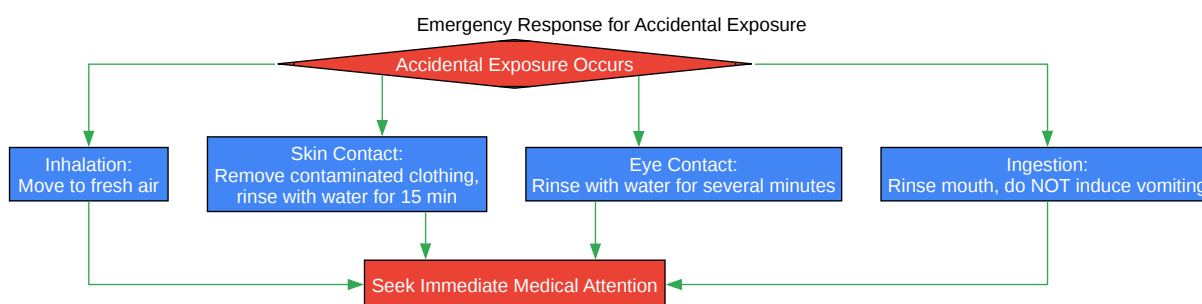 Emergency Response for Accidental Exposure
Accidental Exposure Occurs
Inhalation:
Move to fresh air
Skin Contact:
Remove contaminated clothing,
rinse with water for 15 min
Eye Contact:
Rinse with water for several minutes
Ingestion:
Rinse mouth, do NOT induce vomiting
Seek Immediate Medical Attention